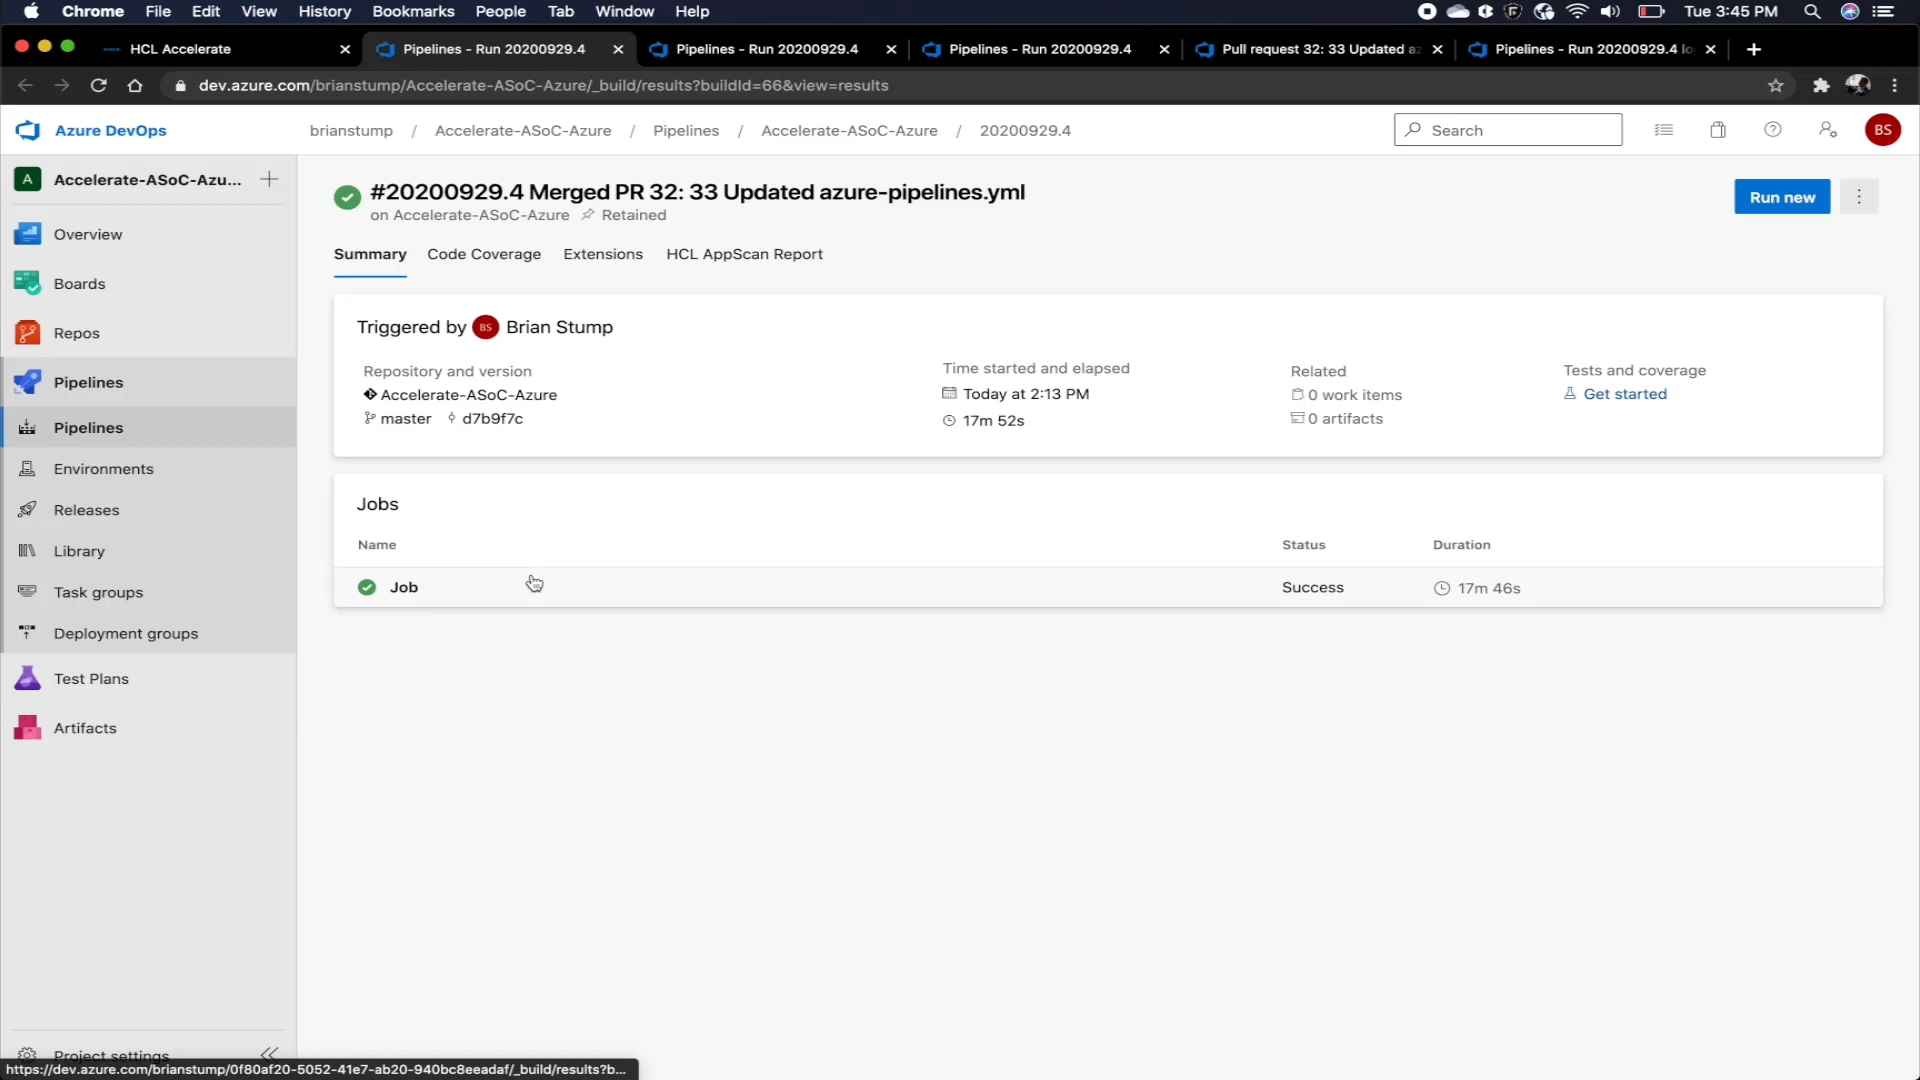 Chrome File Edit View History Bookmarks People Tab Window Help Tue 3:45 PM
HCL Accelerate Pipelines - Run 20200929.4 Pipelines - Run 20200929.4 Pipelines - Run 20200929.4 Pull request 32: 33 Updated az Pipelines - Run 20200929.4 lo
dev.azure.com/brianstump/Accelerate-ASoC-Azure/_build/results?buildId=66&view=results
Azure DevOps
brianstump / Accelerate-ASoC-Azure / Pipelines / Accelerate-ASoC-Azure / 20200929.4
Search
BS
A Accelerate-ASoC-Azu...
Overview
Boards
Repos
Pipelines
Pipelines
Environments
Releases
Library
Task groups
Deployment groups
Test Plans
Artifacts
Project settings
#20200929.4 Merged PR 32: 33 Updated azure-pipelines.yml
on Accelerate-ASoC-Azure Retained
Run new
Summary Code Coverage Extensions HCL AppScan Report
Triggered by BS Brian Stump
Repository and version
Accelerate-ASoC-Azure
master d7b9f7c
Time started and elapsed
Today at 2:13 PM
17m 52s
Related
0 work items
0 artifacts
Tests and coverage
Get started
Jobs
Name Status Duration
Job Success 17m 46s
https://dev.azure.com/brianstump/0f80af20-5052-41e7-ab20-940bc8eeadaf/_build/results?b...